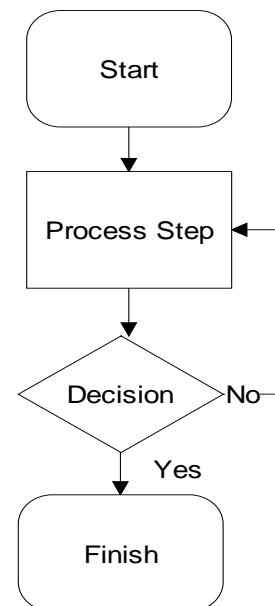 Start
Process Step
Decision
No
Yes
Finish